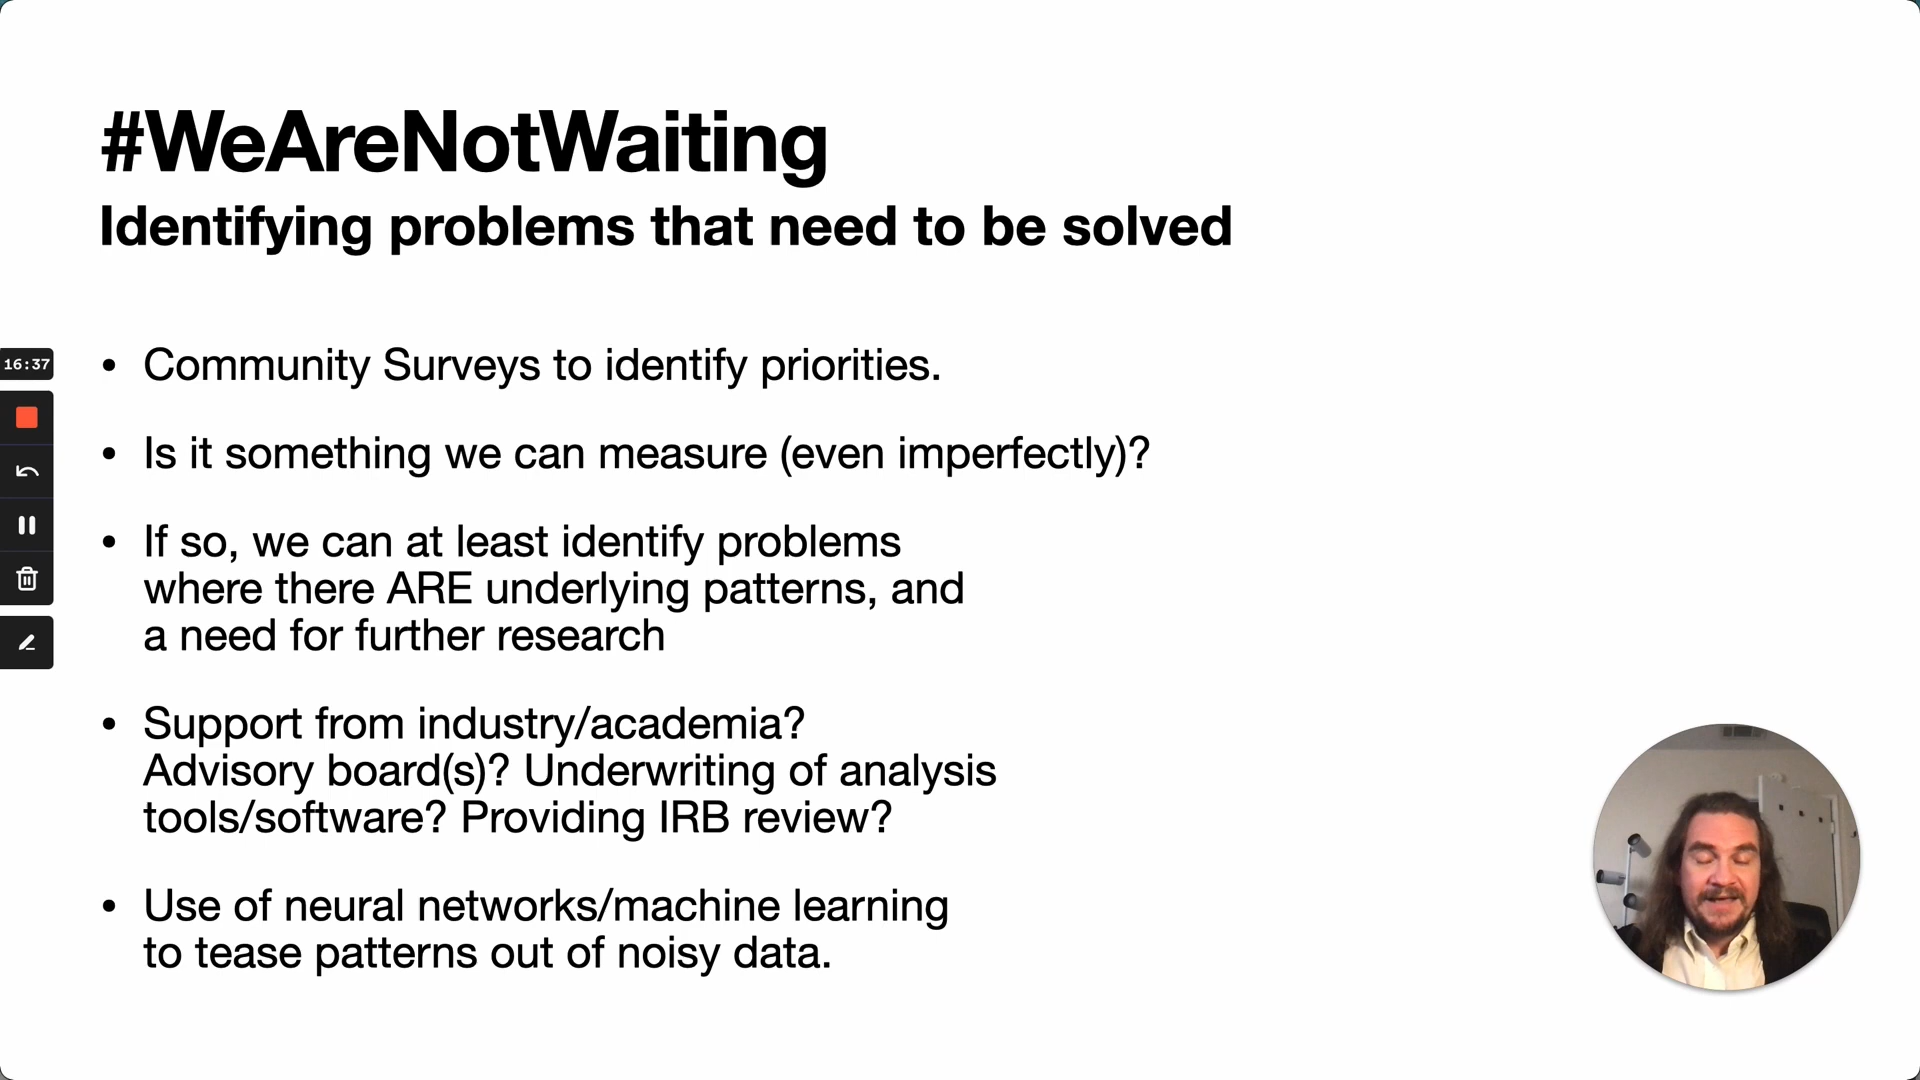 #WeAreNotWaiting
Identifying problems that need to be solved
16:37
• Community Surveys to identify priorities.
• Is it something we can measure (even imperfectly)?
• If so, we can at least identify problems
where there ARE underlying patterns, and
a need for further research
• Support from industry/academia?
Advisory board(s)? Underwriting of analysis
tools/software? Providing IRB review?
• Use of neural networks/machine learning
to tease patterns out of noisy data.